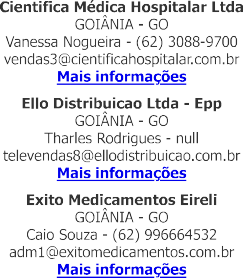 Cientifica Médica Hospitalar Ltda
GOIÂNIA - GO
Vanessa Nogueira - (62) 3088-9700
vendas3@cientificahospitalar.com.br
Mais informações
Ello Distribuicao Ltda - Epp
GOIÂNIA - GO
Tharles Rodrigues - null
televendas8@ellodistribuicao.com.br
Mais informações
Exito Medicamentos Eireli
GOIÂNIA - GO
Caio Souza - (62) 996664532
adm1@exitomedicamentos.com.br
Mais informações